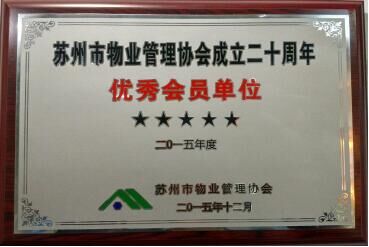 苏州市物业管理协会成立二十周年
优秀会员单位
★★★★★
二〇一五年度
苏州市物业管理协会
二〇一五年十二月